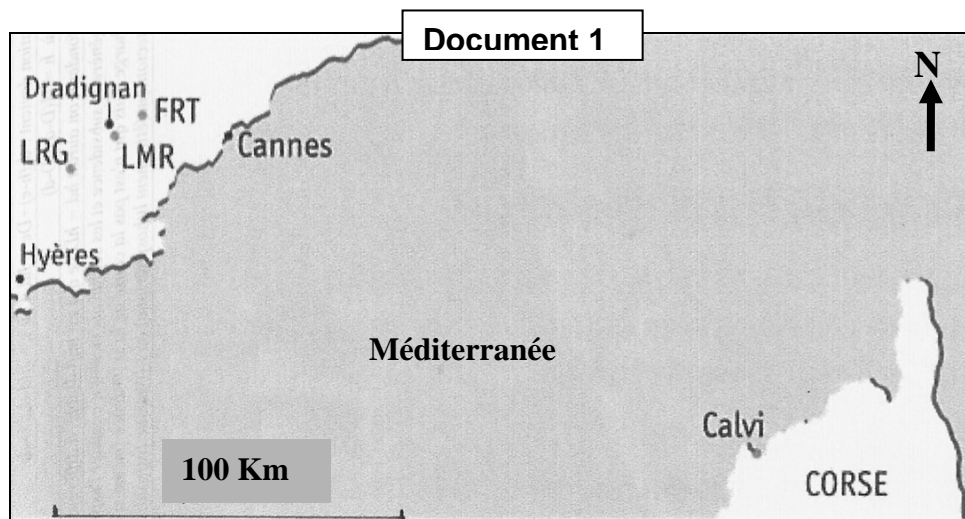 Document 1
N
Dradignan
FRT
LMR
Cannes
LRG
Hyères
Méditerranée
Calvi
100 Km
CORSE